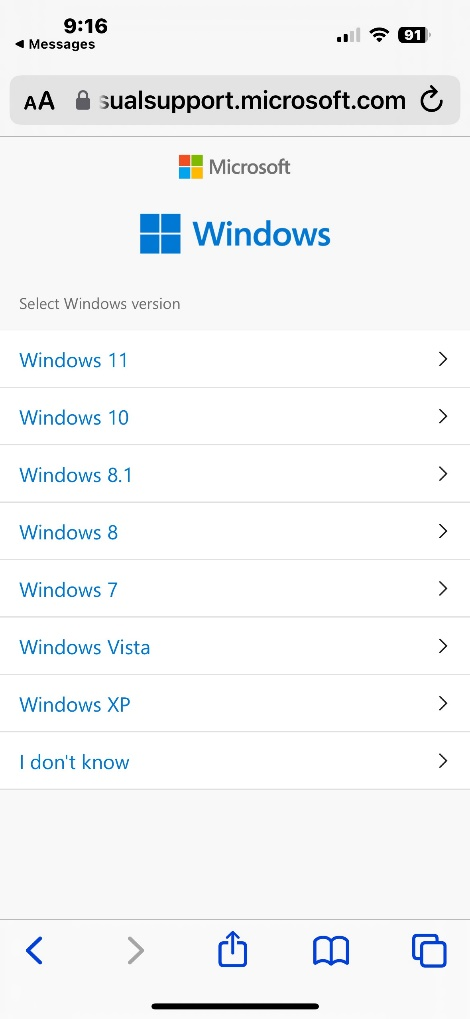 9:16
◀ Messages
91
AA sualsupport.microsoft.com
Microsoft
Windows
Select Windows version
Windows 11
Windows 10
Windows 8.1
Windows 8
Windows 7
Windows Vista
Windows XP
I don't know